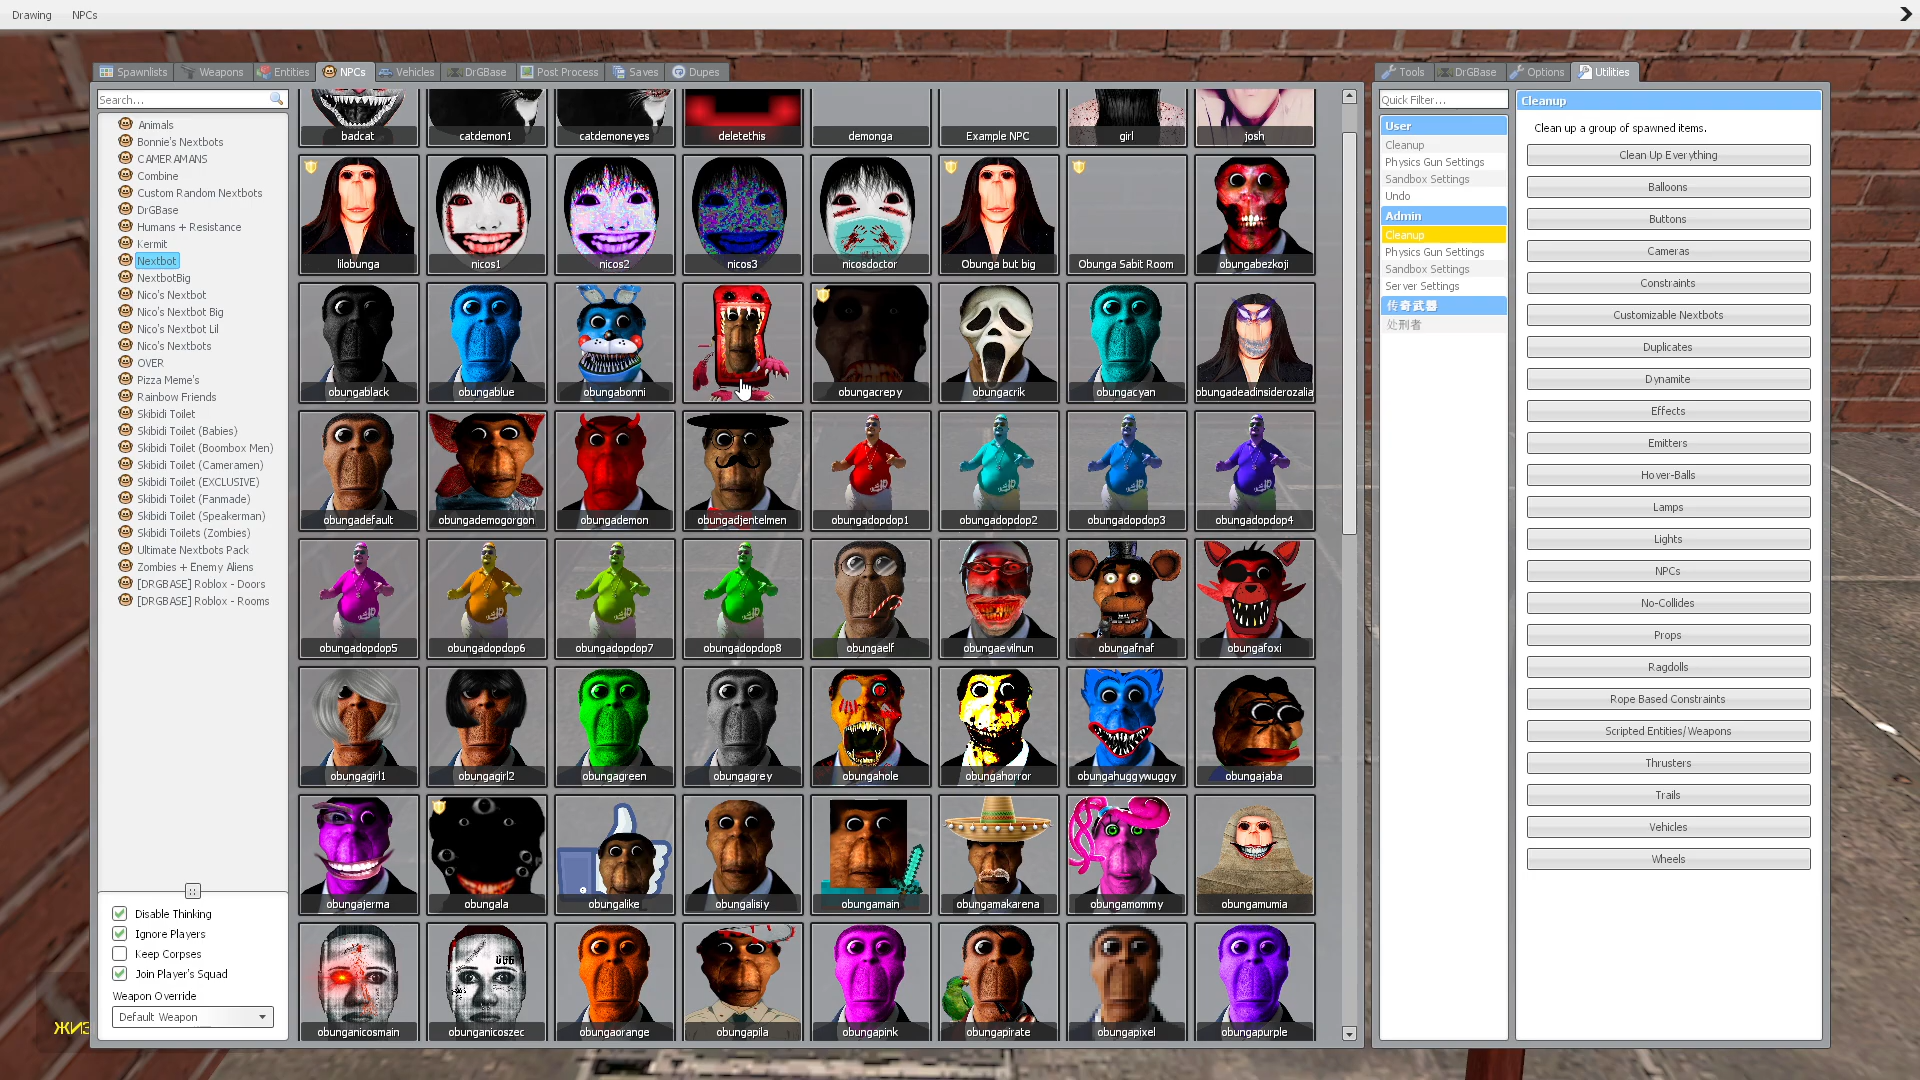 Drawing NPCs
Spawnlists Weapons Entities NPCs Vehicles DrGBase Post Process Saves Dupes
Tools DrGBase Options Utilities
Search...
Animals
Bonnie's Nextbots
CAMERAMANS
Combine
Custom Random Nextbots
DrGBase
Humans + Resistance
Kermit
Nextbot
NextbotBig
Nico's Nextbot
Nico's Nextbot Big
Nico's Nextbot Lil
Nico's Nextbots
OVER
Pizza Meme's
Rainbow Friends
Skibidi Toilet
Skibidi Toilet (Babies)
Skibidi Toilet (Boombox Men)
Skibidi Toilet (Cameramen)
Skibidi Toilet (EXCLUSIVE)
Skibidi Toilet (Fanmade)
Skibidi Toilet (Speakerman)
Skibidi Toilets (Zombies)
Ultimate Nextbots Pack
Zombies + Enemy Aliens
[DRGBASE] Roblox - Doors
[DRGBASE] Roblox - Rooms
Disable Thinking
Ignore Players
Keep Corpses
Join Player's Squad
Weapon Override
Default Weapon
ЖИЗ
badcat catdemon1 catdemoneyes deletethis demonga Example NPC girl josh
lilobunga nicos1 nicos2 nicos3 nicosdoctor Obunga but big Obunga Sabit Room obungabezkoji
obungablack obungablue obungabonni obungacrepy obungacrik obungacyan obungadeadinsiderozalia
obungadefault obungademogorgon obungademon obungadjentelmen obungadopdop1 obungadopdop2 obungadopdop3 obungadopdop4
obungadopdop5 obungadopdop6 obungadopdop7 obungadopdop8 obungaelf obungaevilnun obungafnaf obungafoxi
obungagirl1 obungagirl2 obungagreen obungagrey obungahole obungahorror obungahuggywuggy obungajaba
obungajerma obungala obungalike obungalisiy obungamain obungamakarena obungamommy obungamumia
obunganicosmain obunganicoszec obungaorange obungapila obungapink obungapirate obungapixel obungapurple
Quick Filter...
User
Cleanup
Physics Gun Settings
Sandbox Settings
Undo
Admin
Cleanup
Physics Gun Settings
Sandbox Settings
Server Settings
传奇武器
处刑者
Cleanup
Clean up a group of spawned items.
Clean Up Everything
Balloons
Buttons
Cameras
Constraints
Customizable Nextbots
Duplicates
Dynamite
Effects
Emitters
Hover-Balls
Lamps
Lights
NPCs
No-Collides
Props
Ragdolls
Rope Based Constraints
Scripted Entities/Weapons
Thrusters
Trails
Vehicles
Wheels